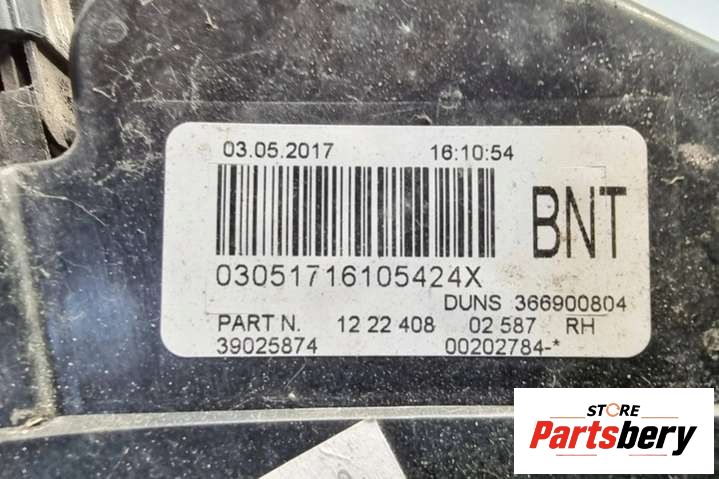 03.05.2017 16:10:54
BNT
03051716105424X
DUNS 366900804
PART N. 12 22 408 02 587 RH
39025874 00202784-*
STORE
Partsbery